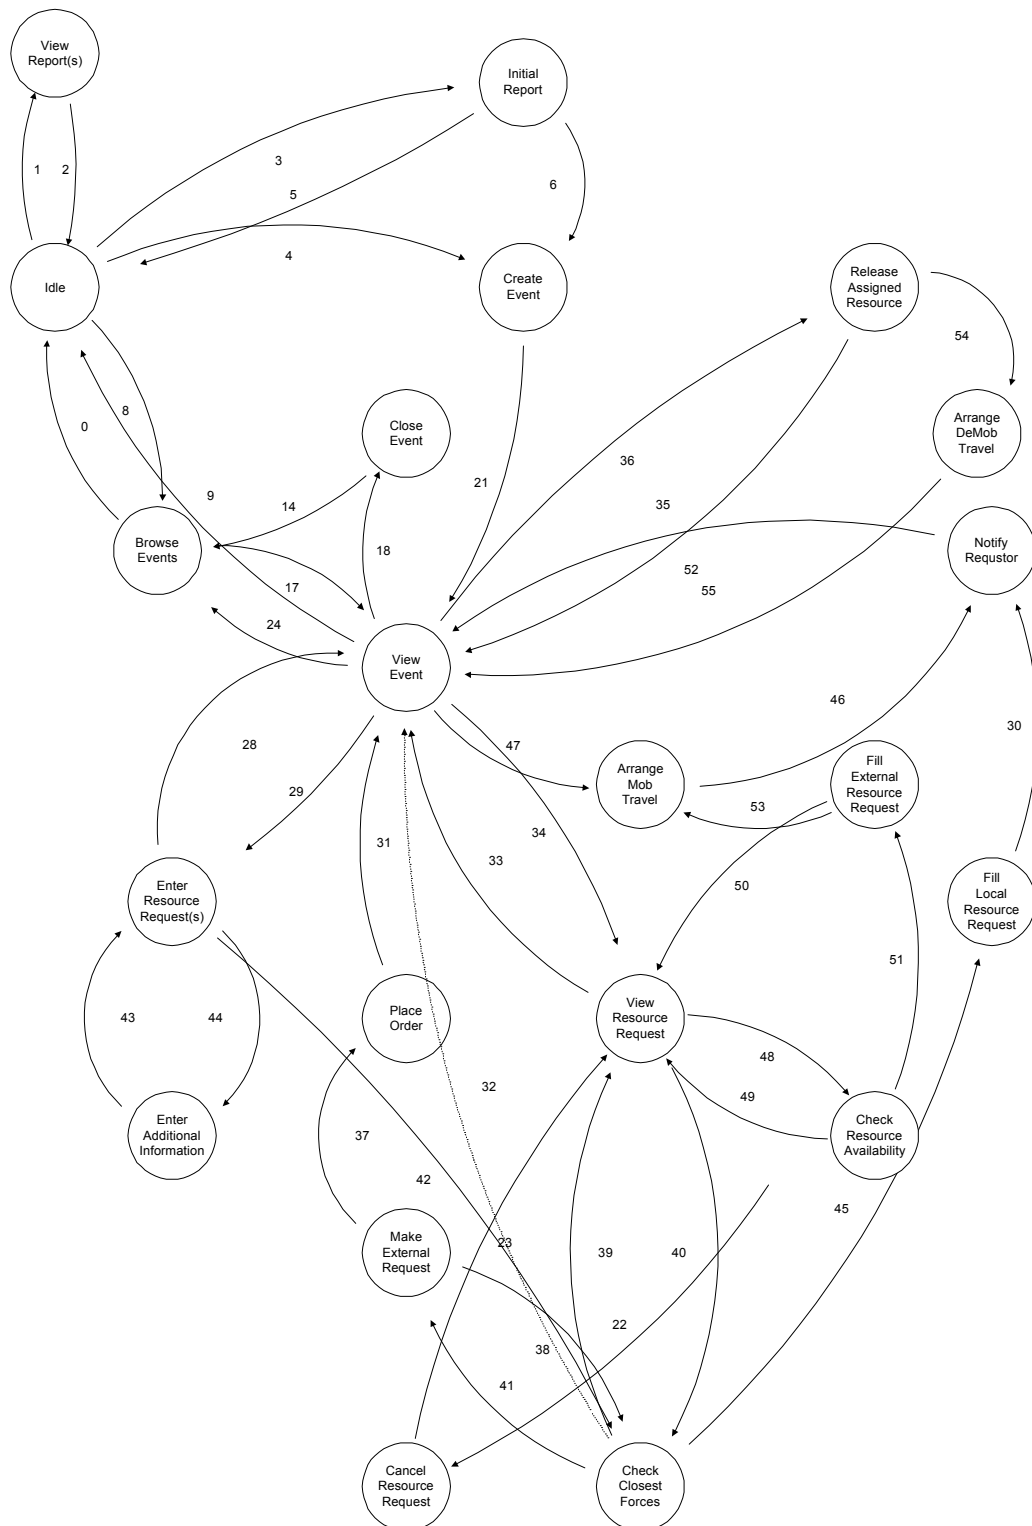 View
Report(s)
Initial
Report
1
2
3
5
6
4
Idle
Create
Event
Release
Assigned
Resource
54
8
0
Close
Event
Arrange
DeMob
Travel
36
21
9
14
35
18
Browse
Events
Notify
Requstor
52
17
55
24
View
Event
46
30
28
47
Arrange
Mob
Travel
Fill
External
Resource
Request
53
29
31
34
33
50
Enter
Resource
Request(s)
Fill
Local
Resource
Request
51
43
44
Place
Order
View
Resource
Request
48
32
49
Enter
Additional
Information
37
Check
Resource
Availability
42
45
Make
External
Request
23
39
40
22
38
41
Cancel
Resource
Request
Check
Closest
Forces